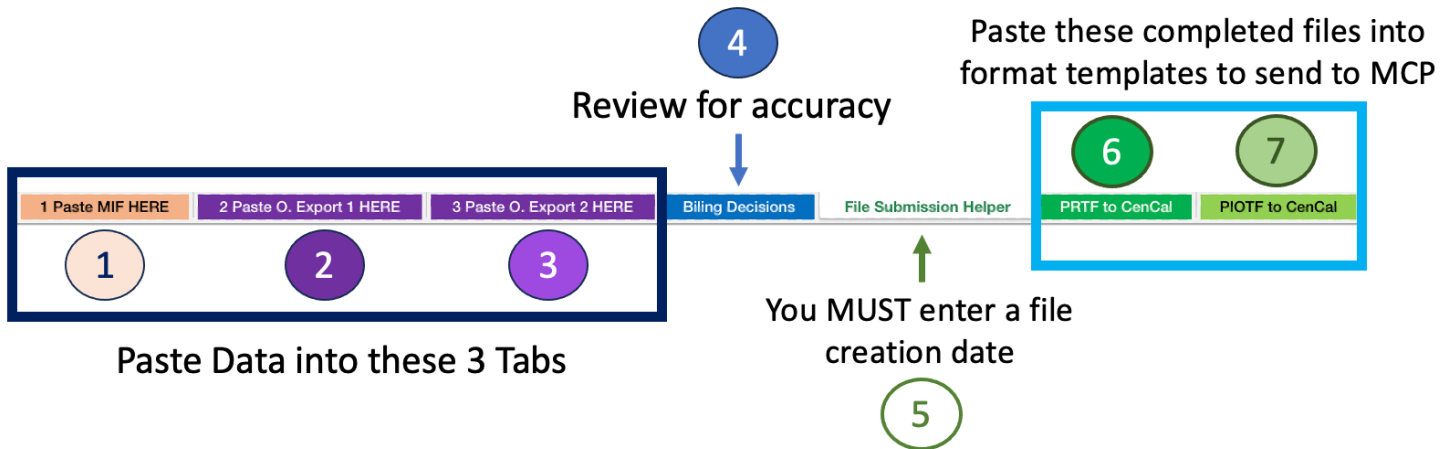 4
Review for accuracy
Paste these completed files into
format templates to send to MCP
6
7
1 Paste MIF HERE
2 Paste O. Export 1 HERE
3 Paste O. Export 2 HERE
Biling Decisions
File Submission Helper
PRTF to CenCal
PIOTF to CenCal
1
2
3
Paste Data into these 3 Tabs
You MUST enter a file
creation date
5